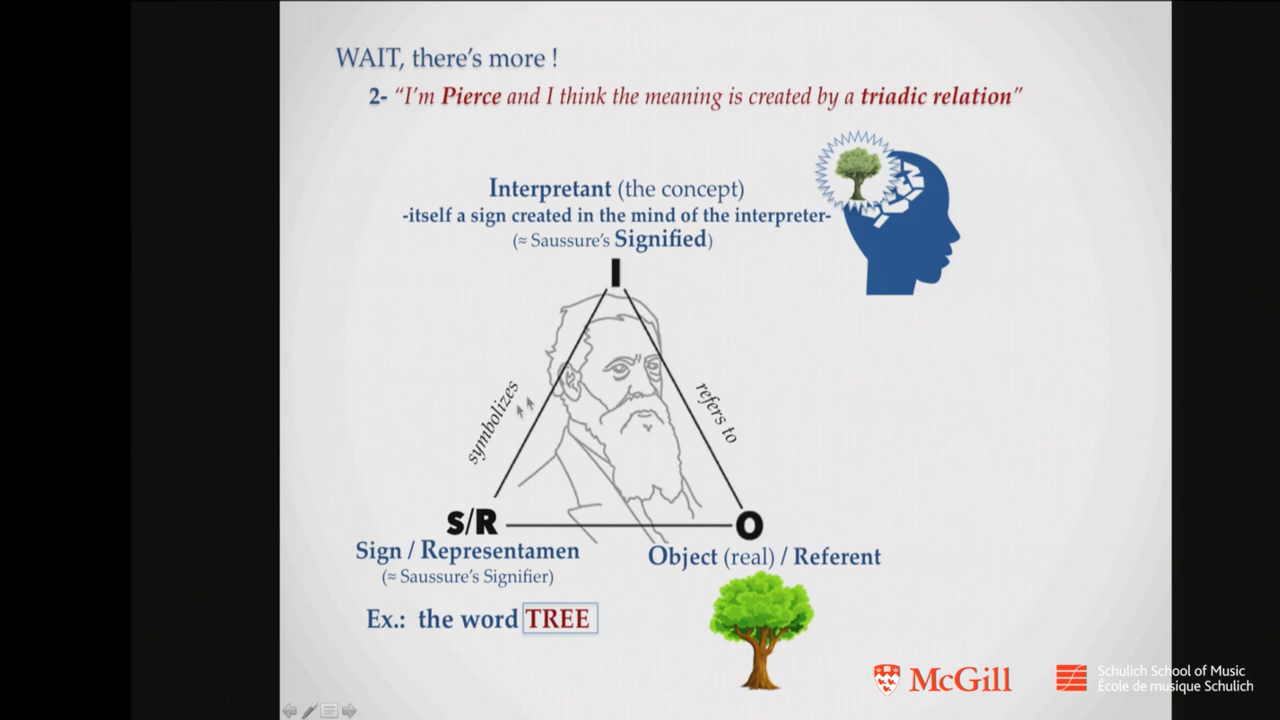 WAIT, there's more !
2- “I'm Pierce and I think the meaning is created by a triadic relation”
Interpretant (the concept)
-itself a sign created in the mind of the interpreter-
(≈ Saussure's Signified)
I
symbolizes
refers to
S/R
O
Sign / Representamen
(≈ Saussure's Signifier)
Object (real) / Referent
Ex.: the word TREE
McGill
Schulich School of Music
École de musique Schulich